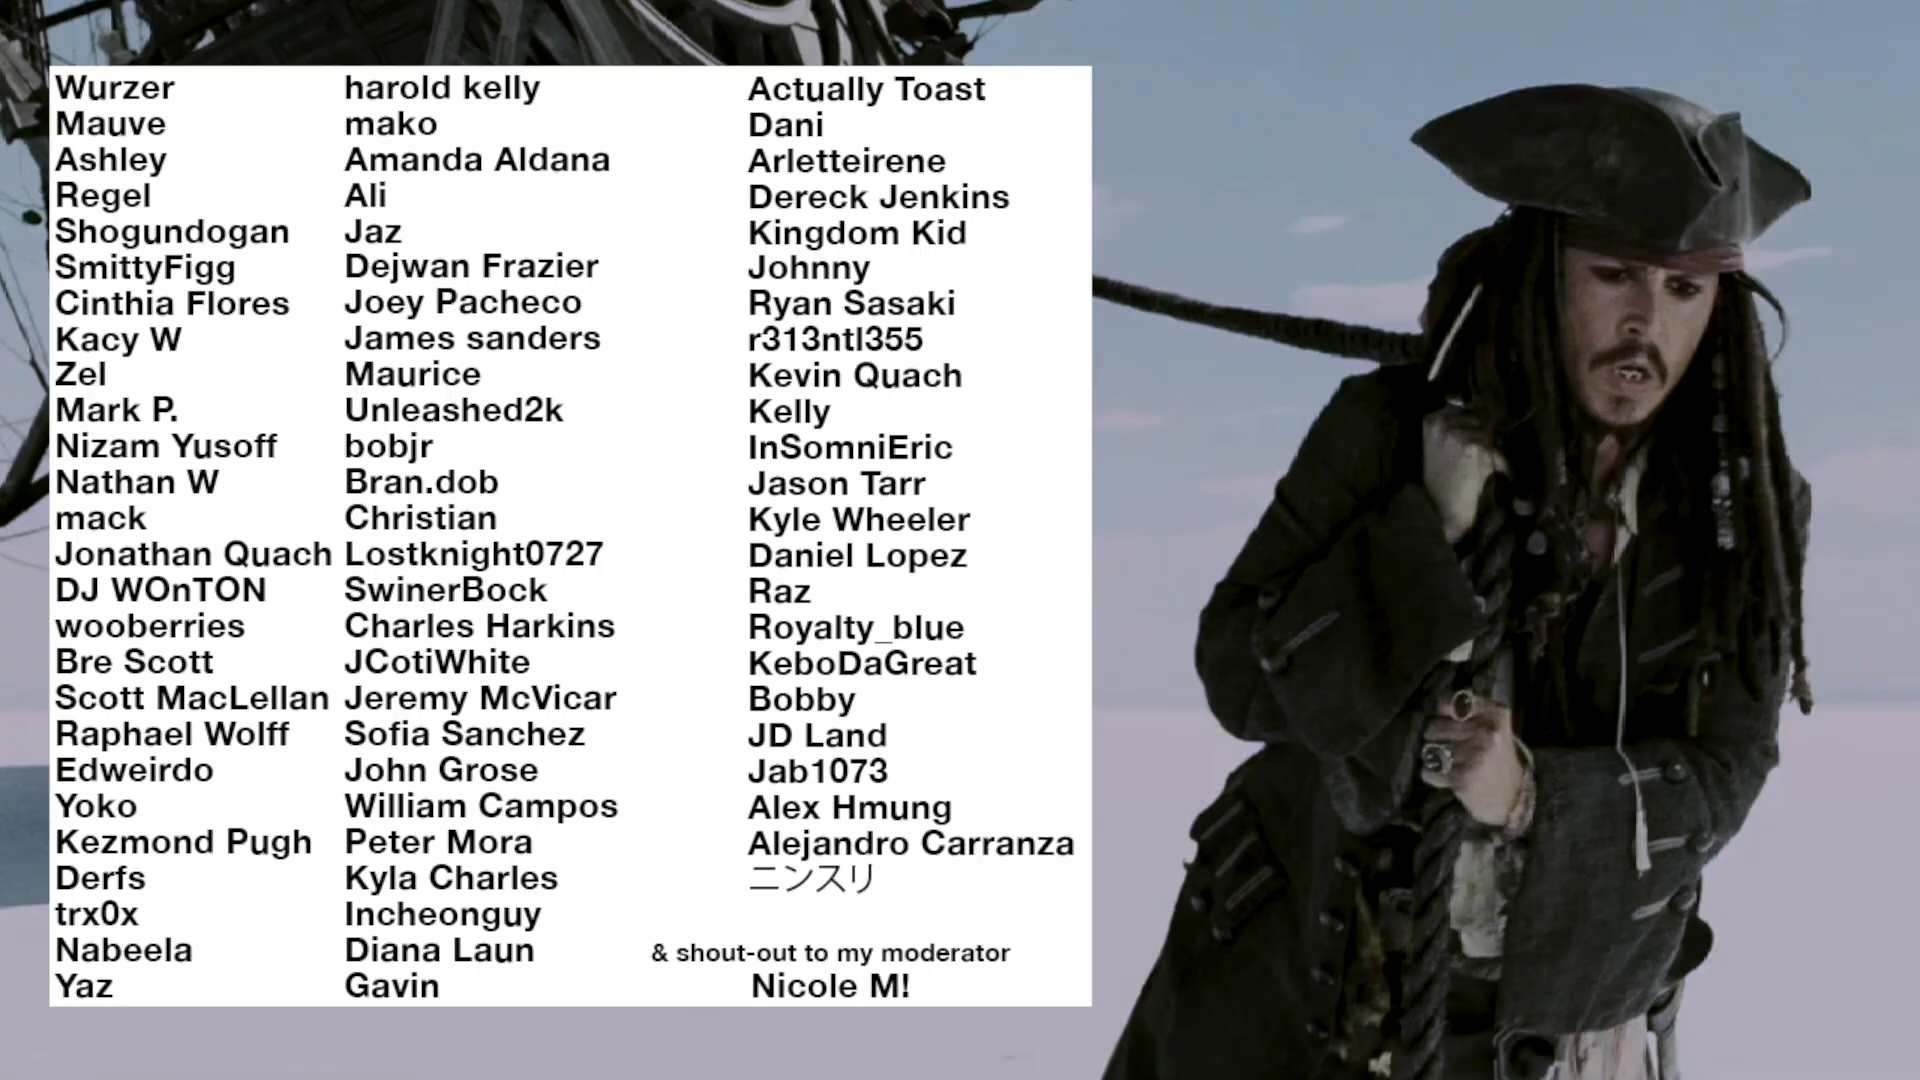 Wurzer
Mauve
Ashley
Regel
Shogundogan
SmittyFigg
Cinthia Flores
Kacy W
Zel
Mark P.
Nizam Yusoff
Nathan W
mack
Jonathan Quach
DJ WOnTON
wooberries
Bre Scott
Scott MacLellan
Raphael Wolff
Edweirdo
Yoko
Kezmond Pugh
Derfs
trx0x
Nabeela
Yaz
harold kelly
mako
Amanda Aldana
Ali
Jaz
Dejwan Frazier
Joey Pacheco
James sanders
Maurice
Unleashed2k
bobjr
Bran.dob
Christian
Lostknight0727
SwinerBock
Charles Harkins
JCotiWhite
Jeremy McVicar
Sofia Sanchez
John Grose
William Campos
Peter Mora
Kyla Charles
Incheonguy
Diana Laun
Gavin
Actually Toast
Dani
Arletteirene
Dereck Jenkins
Kingdom Kid
Johnny
Ryan Sasaki
r313ntl355
Kevin Quach
Kelly
InSomniEric
Jason Tarr
Kyle Wheeler
Daniel Lopez
Raz
Royalty_blue
KeboDaGreat
Bobby
JD Land
Jab1073
Alex Hmung
Alejandro Carranza
ニンスリ
& shout-out to my moderator
Nicole M!